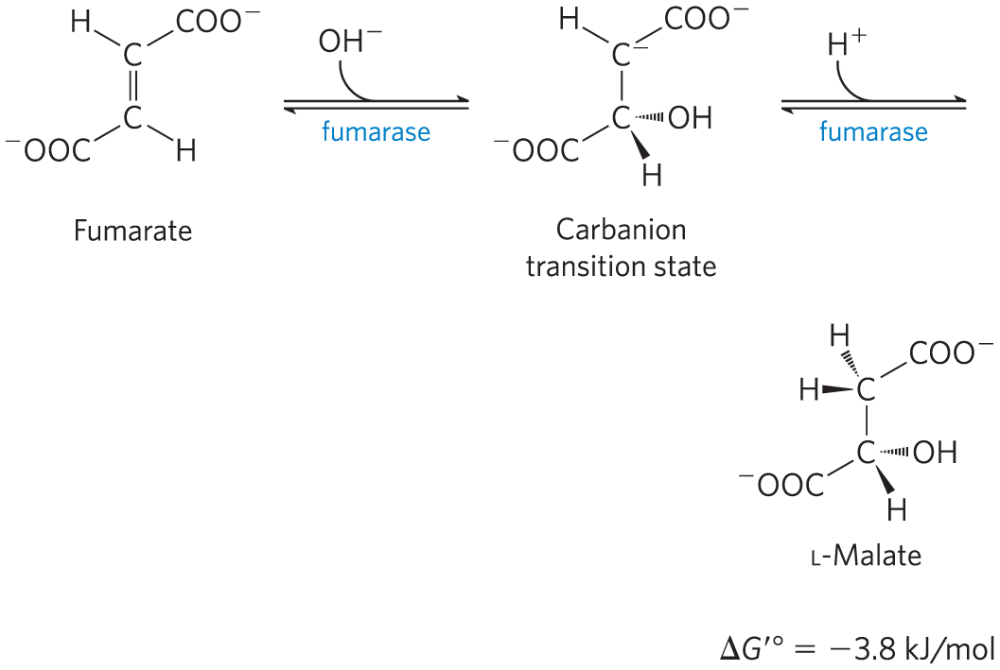 H COO⁻
C
C
⁻OOC H
Fumarate
OH⁻
fumarase
H COO⁻
C⁻
C OH
⁻OOC
H
Carbanion
transition state
H⁺
fumarase
H
COO⁻
H C
C OH
⁻OOC
H
L-Malate
ΔG′° = −3.8 kJ/mol